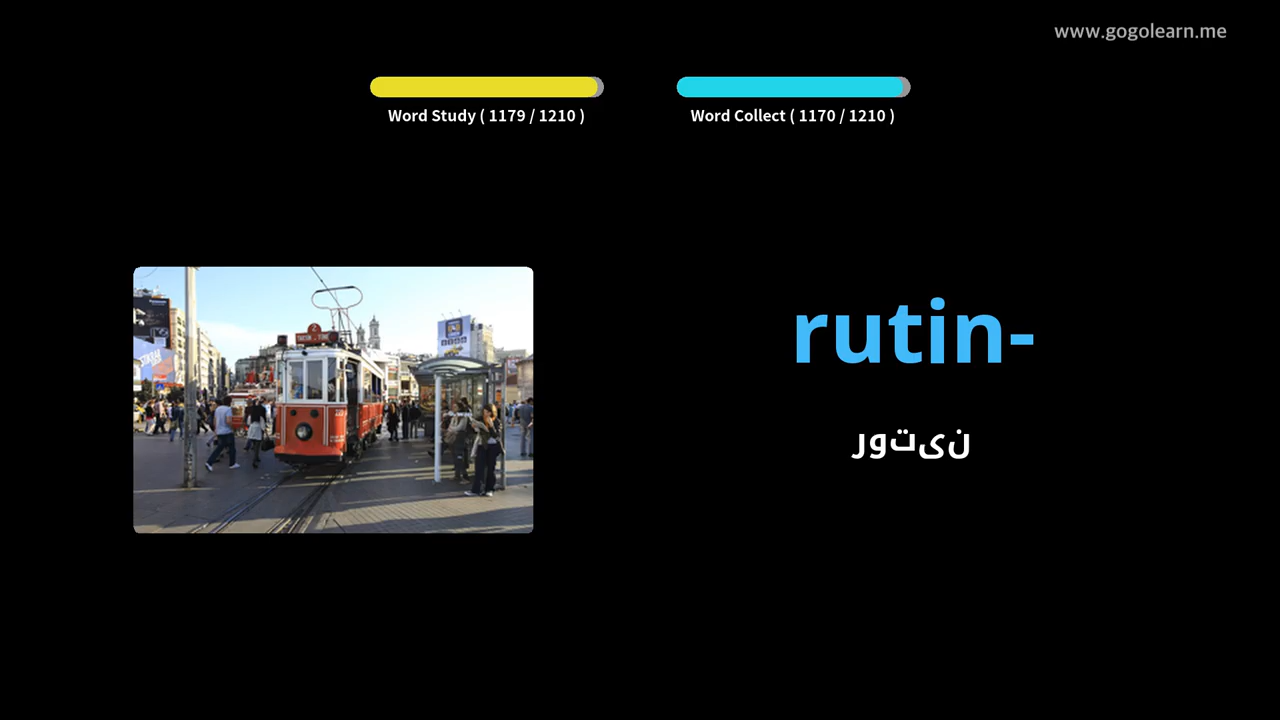 www.gogolearn.me
Word Study ( 1179 / 1210 )
Word Collect ( 1170 / 1210 )
rutin-
روتین